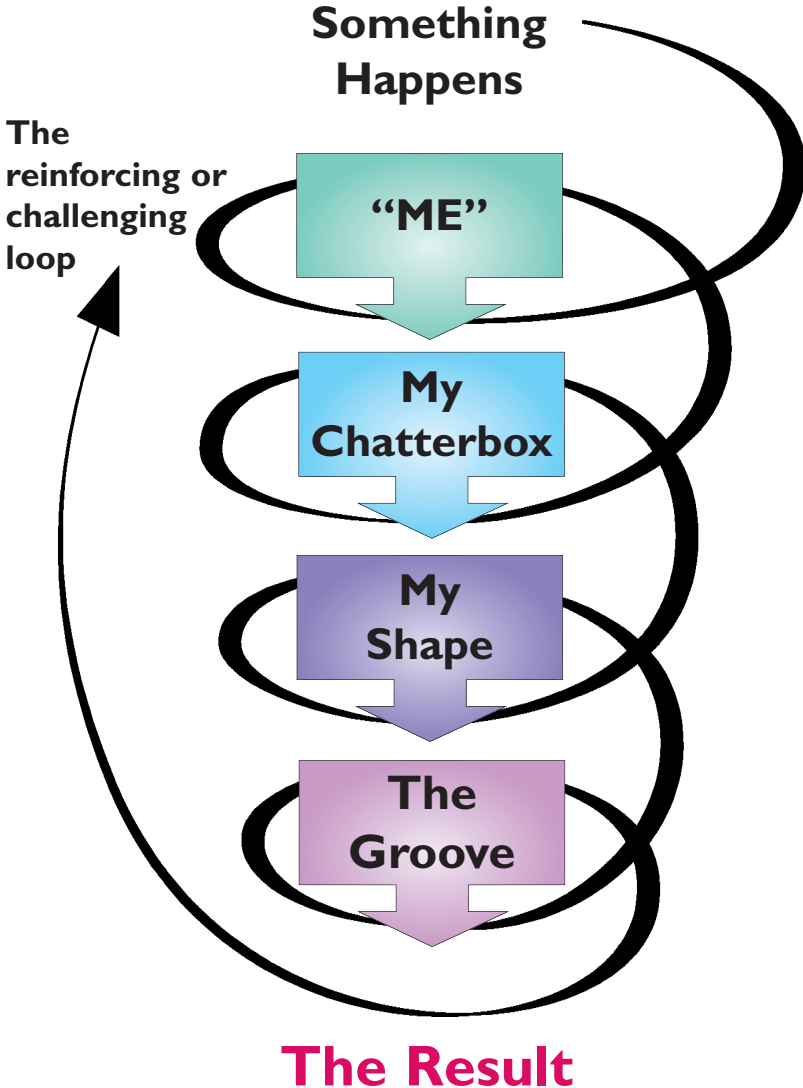 Something
Happens
The
reinforcing or
challenging
loop
“ME”
My
Chatterbox
My
Shape
The
Groove
The Result